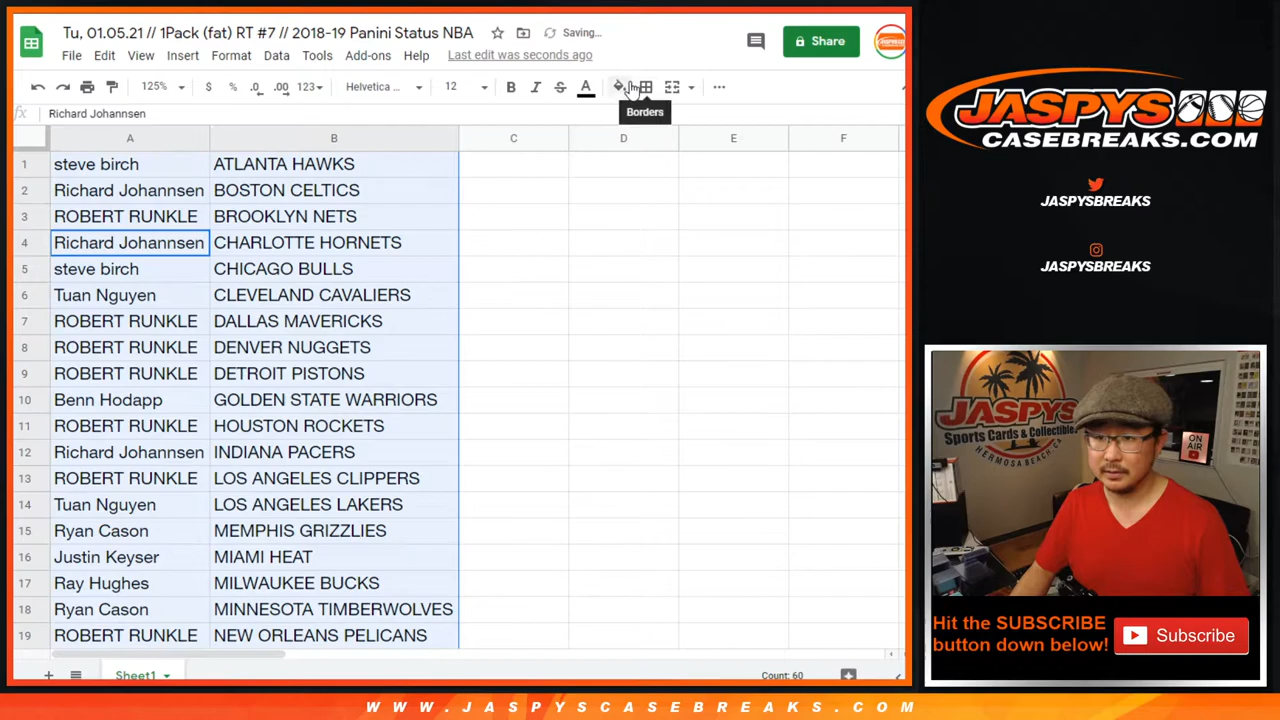 Tu, 01.05.21 // 1Pack (fat) RT #7 // 2018-19 Panini Status NBA
Saving...
File Edit View Insert Format Data Tools Add-ons Help Last edit was seconds ago
Share
125% $ % .0 .00 123 Helvetica ... 12 B I S A
Borders
fx Richard Johannsen
A B C D E F
1 steve birch ATLANTA HAWKS
2 Richard Johannsen BOSTON CELTICS
3 ROBERT RUNKLE BROOKLYN NETS
4 Richard Johannsen CHARLOTTE HORNETS
5 steve birch CHICAGO BULLS
6 Tuan Nguyen CLEVELAND CAVALIERS
7 ROBERT RUNKLE DALLAS MAVERICKS
8 ROBERT RUNKLE DENVER NUGGETS
9 ROBERT RUNKLE DETROIT PISTONS
10 Benn Hodapp GOLDEN STATE WARRIORS
11 ROBERT RUNKLE HOUSTON ROCKETS
12 Richard Johannsen INDIANA PACERS
13 ROBERT RUNKLE LOS ANGELES CLIPPERS
14 Tuan Nguyen LOS ANGELES LAKERS
15 Ryan Cason MEMPHIS GRIZZLIES
16 Justin Keyser MIAMI HEAT
17 Ray Hughes MILWAUKEE BUCKS
18 Ryan Cason MINNESOTA TIMBERWOLVES
19 ROBERT RUNKLE NEW ORLEANS PELICANS
Sheet1
Count: 60
JASPYS
CASEBREAKS.COM
JASPYSBREAKS
JASPYSBREAKS
JASPYS
Sports Cards & Collectibles
HERMOSA BEACH, CA
ON
AIR
Hit the SUBSCRIBE
button down below!
Subscribe
WWW.JASPYSCASEBREAKS.COM